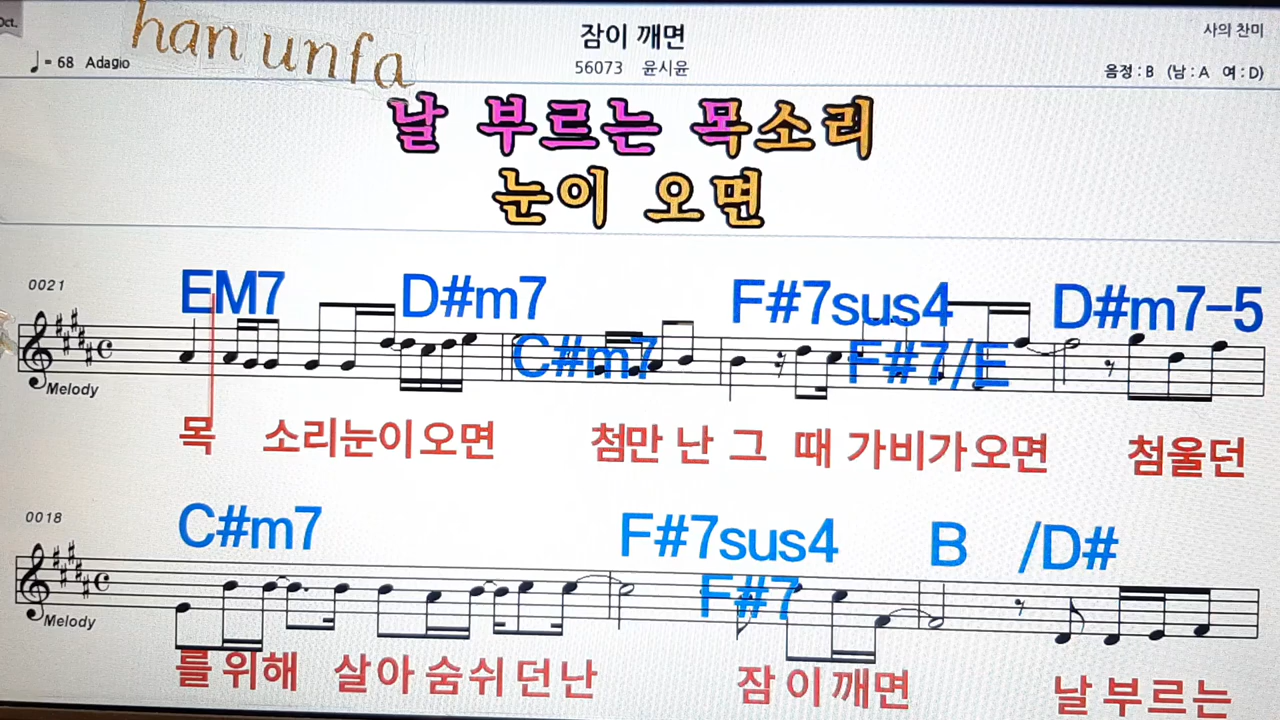 Oct.
han unfa
잠이 깨면
사의 찬미
♩= 68 Adagio
56073 윤시윤
음정 : B (남 : A 여 : D)
날 부르는 목소리
눈이 오면
0021
EM7 D#m7 F#7sus4 D#m7-5
C#m7 F#7/E
Melody
목 소리눈이오면 첨만 난 그 때 가비가오면 첨울던
0018
C#m7 F#7sus4 B /D#
F#7
Melody
를위해 살아숨쉬던난 잠이깨면 날부르는